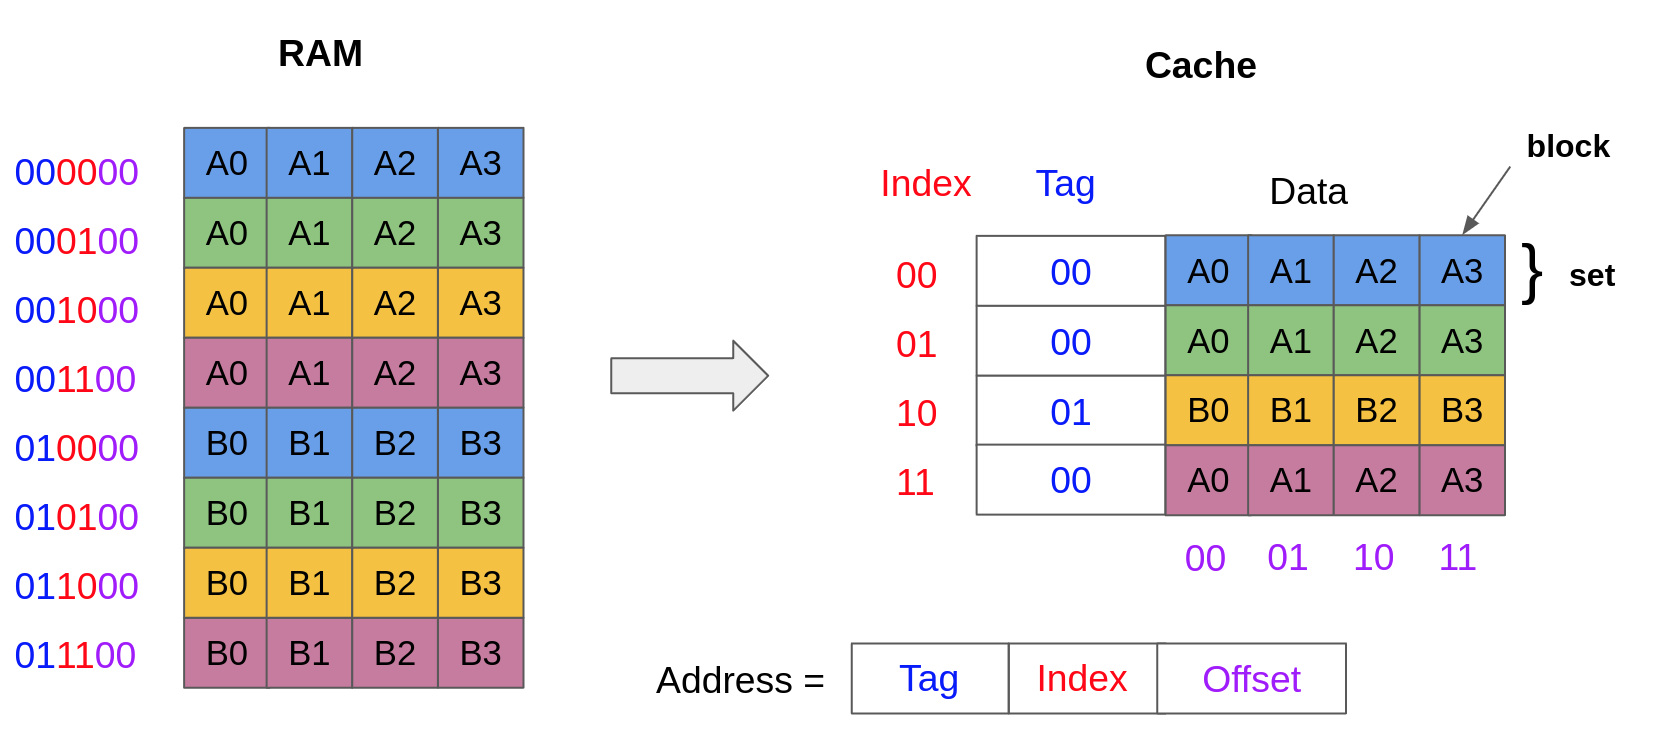 RAM
000000 A0 A1 A2 A3
000100 A0 A1 A2 A3
001000 A0 A1 A2 A3
001100 A0 A1 A2 A3
010000 B0 B1 B2 B3
010100 B0 B1 B2 B3
011000 B0 B1 B2 B3
011100 B0 B1 B2 B3
Cache
block
Index Tag Data
00 00 A0 A1 A2 A3 } set
01 00 A0 A1 A2 A3
10 01 B0 B1 B2 B3
11 00 A0 A1 A2 A3
00 01 10 11
Address = Tag Index Offset